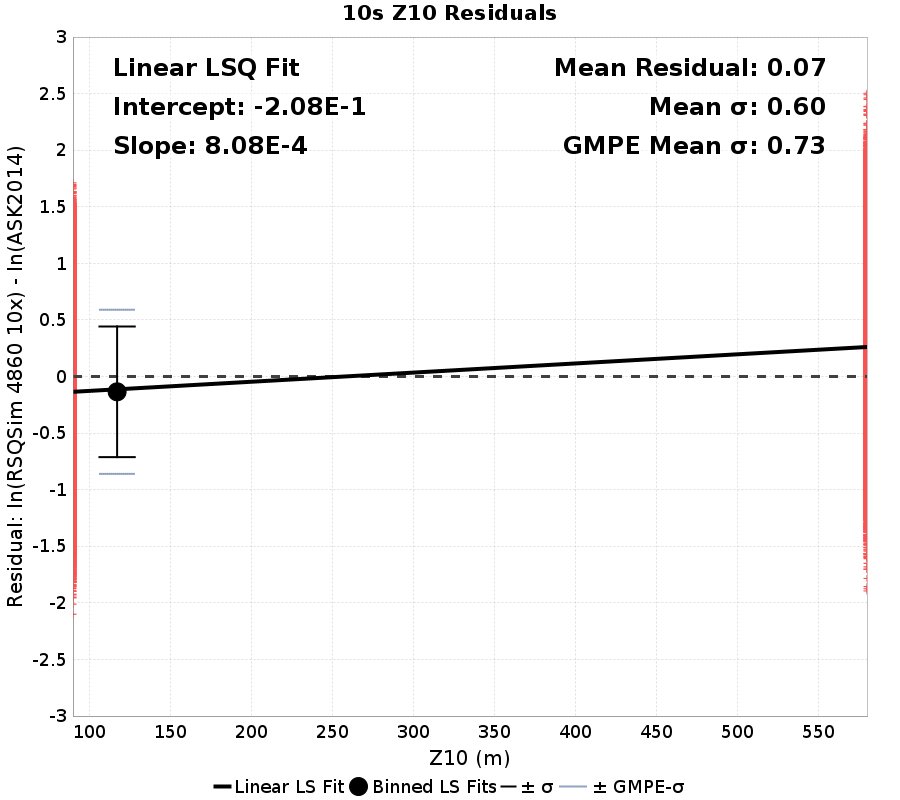 10s Z10 Residuals
Linear LSQ Fit
Intercept: -2.08E-1
Slope: 8.08E-4
Mean Residual: 0.07
Mean σ: 0.60
GMPE Mean σ: 0.73
Residual: ln(RSQSim 4860 10x) - ln(ASK2014)
3
2.5
2
1.5
1
0.5
0
-0.5
-1
-1.5
-2
-2.5
-3
100 150 200 250 300 350 400 450 500 550
Z10 (m)
Linear LS Fit Binned LS Fits ± σ ± GMPE-σ